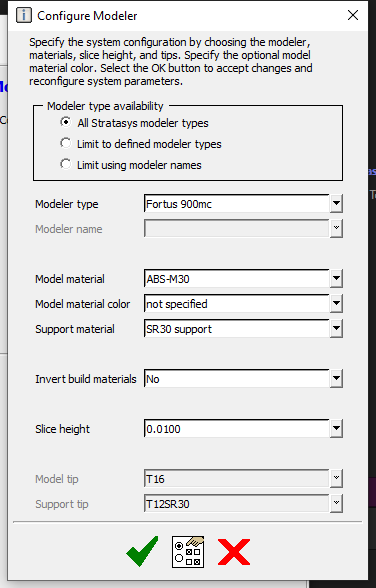 Configure Modeler
Specify the system configuration by choosing the modeler,
materials, slice height, and tips. Specify the optional model
material color. Select the OK button to accept changes and
reconfigure system parameters.
Modeler type availability
All Stratasys modeler types
Limit to defined modeler types
Limit using modeler names
Modeler type Fortus 900mc
Modeler name
Model material ABS-M30
Model material color not specified
Support material SR30 support
Invert build materials No
Slice height 0.0100
Model tip T16
Support tip T12SR30